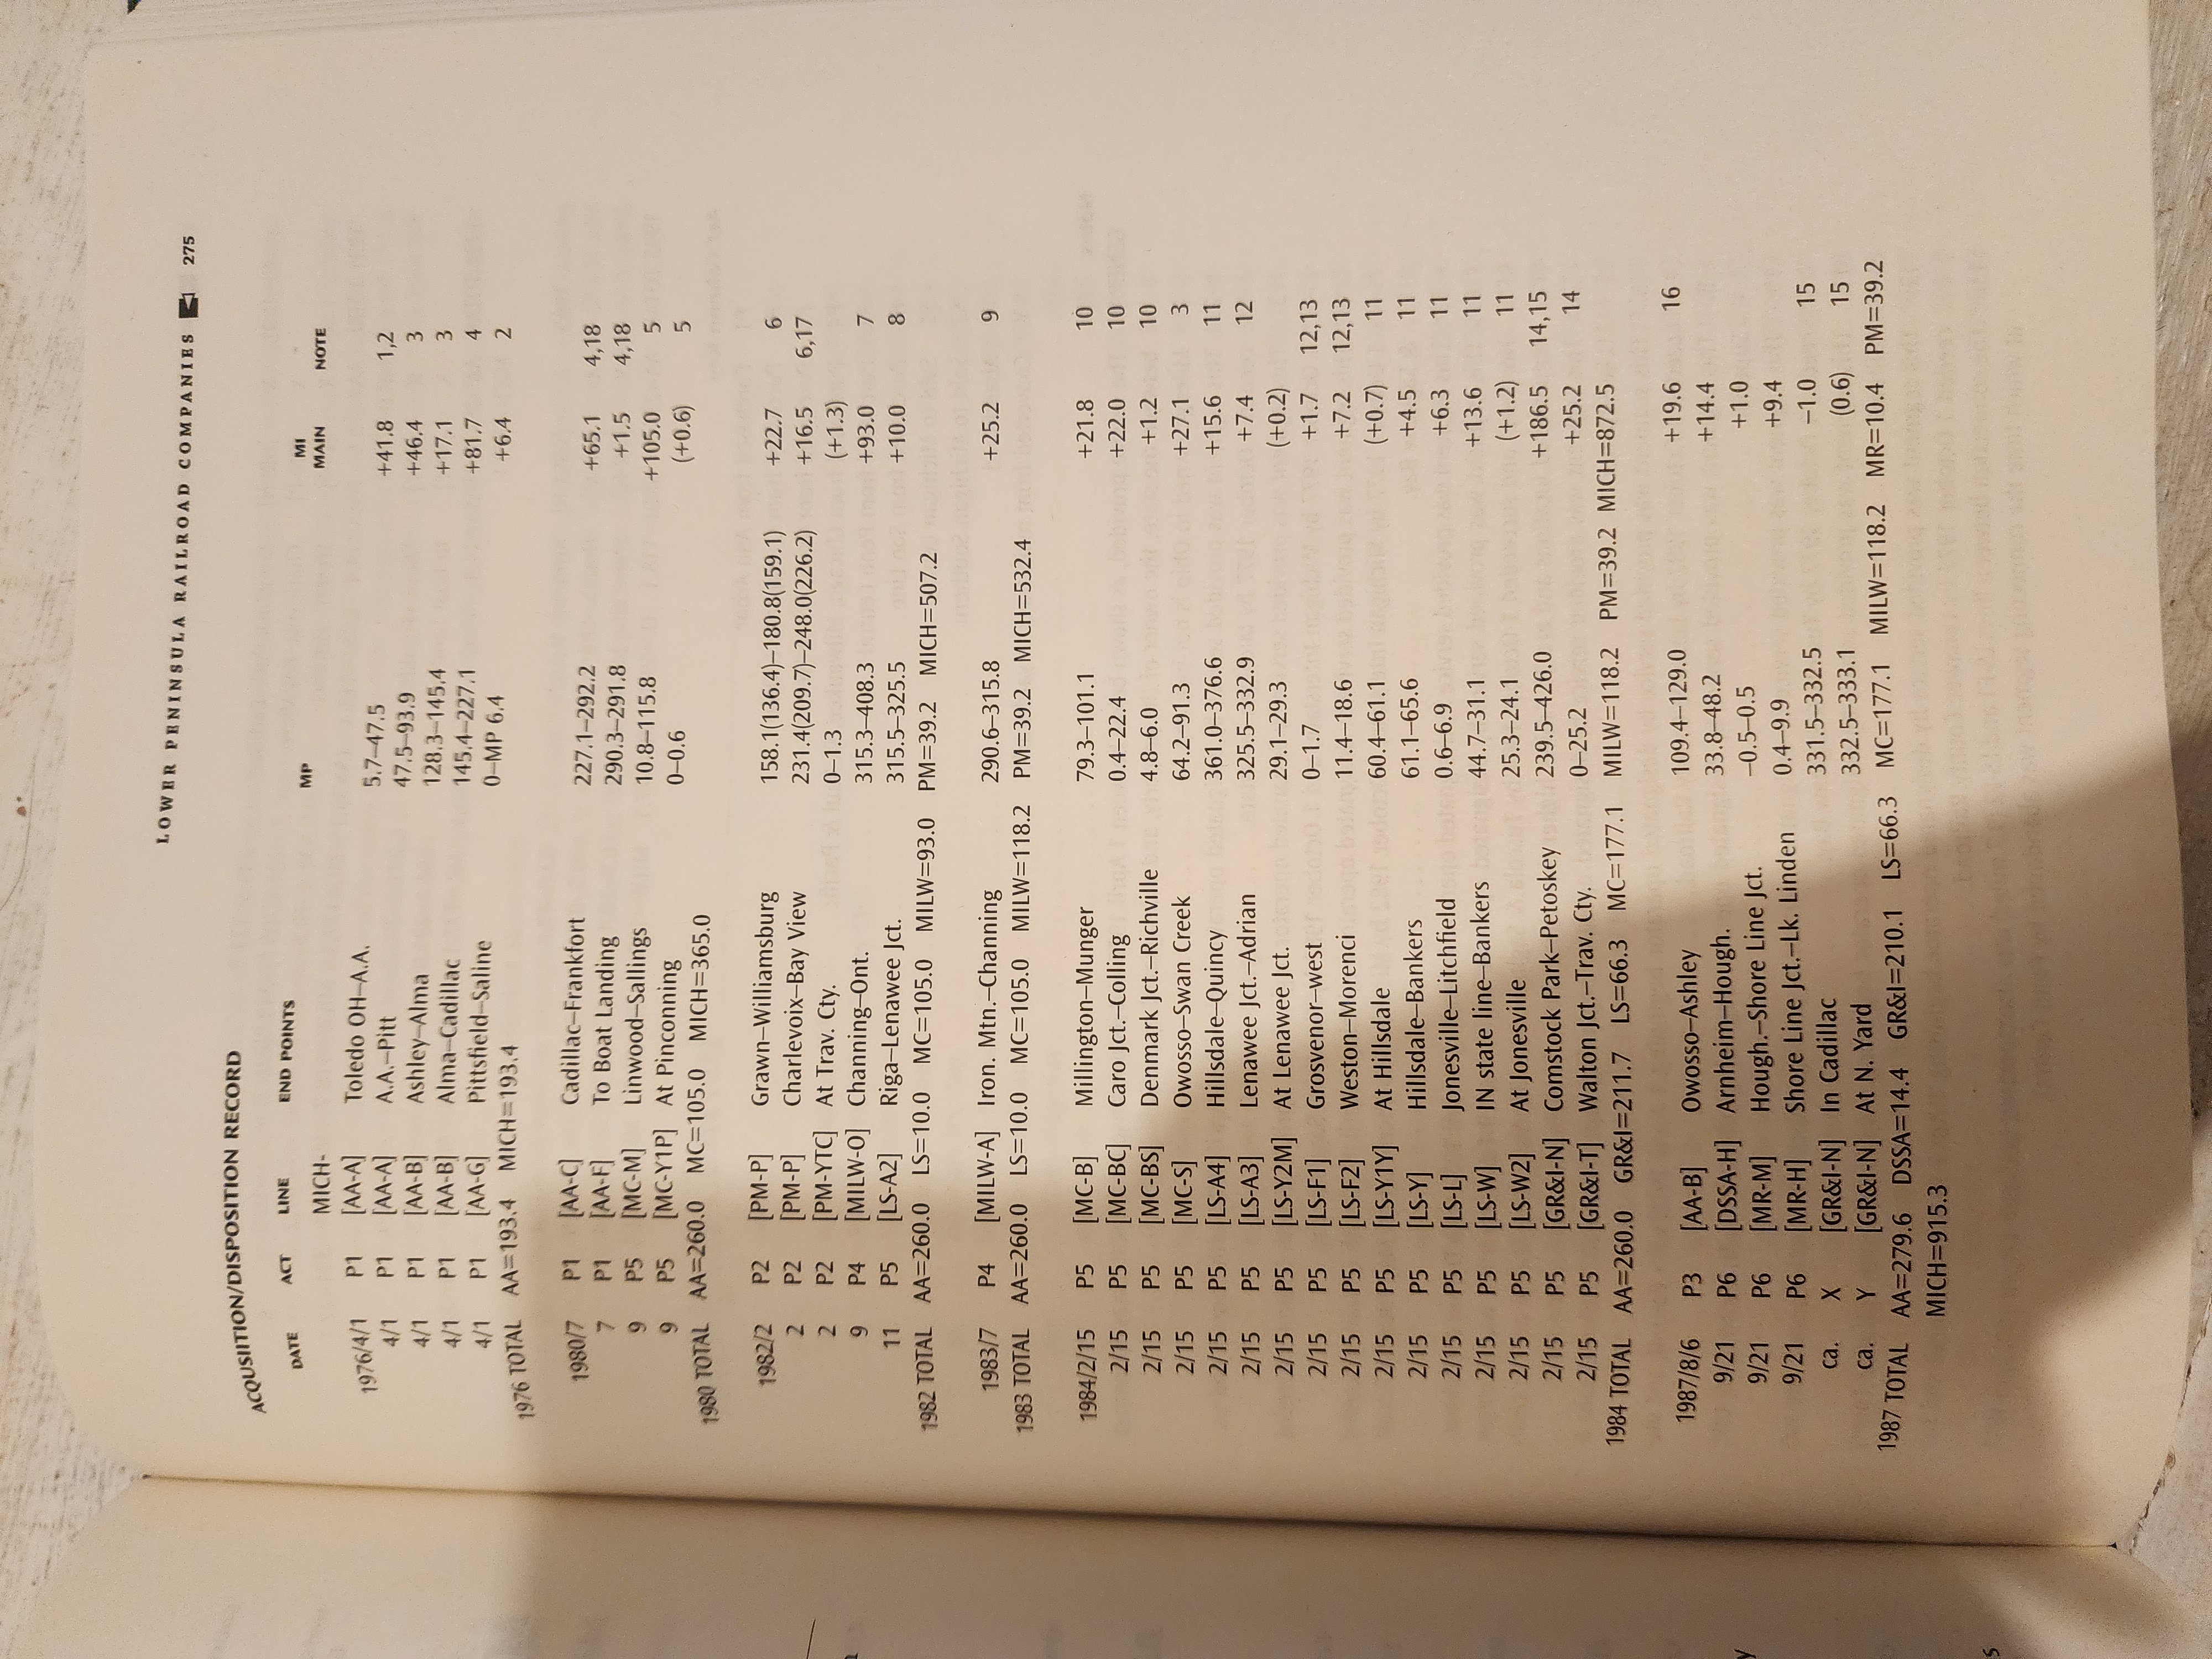 LOWER PENINSULA RAILROAD COMPANIES 275
ACQUSIITION/DISPOSITION RECORD
DATE ACT LINE END POINTS MP MI MAIN NOTE
MICH-
1976/4/1 P1 [AA-A] Toledo OH–A.A. 5.7–47.5 +41.8 1,2
4/1 P1 [AA-A] A.A.–Pitt 47.5–93.9 +46.4 3
4/1 P1 [AA-B] Ashley–Alma 128.3–145.4 +17.1 3
4/1 P1 [AA-B] Alma–Cadillac 145.4–227.1 +81.7 4
4/1 P1 [AA-G] Pittsfield–Saline 0–MP 6.4 +6.4 2
1976 TOTAL AA=193.4 MICH=193.4
1980/7 P1 [AA-C] Cadillac–Frankfort 227.1–292.2 +65.1 4,18
7 P1 [AA-F] To Boat Landing 290.3–291.8 +1.5 4,18
9 P5 [MC-M] Linwood–Sallings 10.8–115.8 +105.0 5
9 P5 [MC-Y1P] At Pinconning 0–0.6 (+0.6) 5
1980 TOTAL AA=260.0 MC=105.0 MICH=365.0
1982/2 P2 [PM-P] Grawn–Williamsburg 158.1(136.4)–180.8(159.1) +22.7 6
2 P2 [PM-P] Charlevoix–Bay View 231.4(209.7)–248.0(226.2) +16.5 6,17
2 P2 [PM-YTC] At Trav. Cty. 0–1.3 (+1.3)
9 P4 [MILW-O] Channing–Ont. 315.3–408.3 +93.0 7
11 P5 [LS-A2] Riga–Lenawee Jct. 315.5–325.5 +10.0 8
1982 TOTAL AA=260.0 LS=10.0 MC=105.0 MILW=93.0 PM=39.2 MICH=507.2
1983/7 P4 [MILW-A] Iron. Mtn.–Channing 290.6–315.8 +25.2 9
1983 TOTAL AA=260.0 LS=10.0 MC=105.0 MILW=118.2 PM=39.2 MICH=532.4
1984/2/15 P5 [MC-B] Millington–Munger 79.3–101.1 +21.8 10
2/15 P5 [MC-BC] Caro Jct.–Colling 0.4–22.4 +22.0 10
2/15 P5 [MC-BS] Denmark Jct.–Richville 4.8–6.0 +1.2 10
2/15 P5 [MC-S] Owosso–Swan Creek 64.2–91.3 +27.1 3
2/15 P5 [LS-A4] Hillsdale–Quincy 361.0–376.6 +15.6 11
2/15 P5 [LS-A3] Lenawee Jct.–Adrian 325.5–332.9 +7.4 12
2/15 P5 [LS-Y2M] At Lenawee Jct. 29.1–29.3 (+0.2)
2/15 P5 [LS-F1] Grosvenor–west 0–1.7 +1.7 12,13
2/15 P5 [LS-F2] Weston–Morenci 11.4–18.6 +7.2 12,13
2/15 P5 [LS-Y1Y] At Hillsdale 60.4–61.1 (+0.7) 11
2/15 P5 [LS-Y] Hillsdale–Bankers 61.1–65.6 +4.5 11
2/15 P5 [LS-L] Jonesville–Litchfield 0.6–6.9 +6.3 11
2/15 P5 [LS-W] IN state line–Bankers 44.7–31.1 +13.6 11
2/15 P5 [LS-W2] At Jonesville 25.3–24.1 (+1.2) 11
2/15 P5 [GR&I-N] Comstock Park–Petoskey 239.5–426.0 +186.5 14,15
2/15 P5 [GR&I-T] Walton Jct.–Trav. Cty. 0–25.2 +25.2 14
1984 TOTAL AA=260.0 GR&I=211.7 LS=66.3 MC=177.1 MILW=118.2 PM=39.2 MICH=872.5
1987/8/6 P3 [AA-B] Owosso–Ashley 109.4–129.0 +19.6 16
9/21 P6 [DSSA-H] Arnheim–Hough. 33.8–48.2 +14.4
9/21 P6 [MR-M] Hough.–Shore Line Jct. –0.5–0.5 +1.0
9/21 P6 [MR-H] Shore Line Jct.–Lk. Linden 0.4–9.9 +9.4
ca. X [GR&I-N] In Cadillac 331.5–332.5 –1.0 15
ca. Y [GR&I-N] At N. Yard 332.5–333.1 (0.6) 15
1987 TOTAL AA=279.6 DSSA=14.4 GR&I=210.1 LS=66.3 MC=177.1 MILW=118.2 MR=10.4 PM=39.2
MICH=915.3